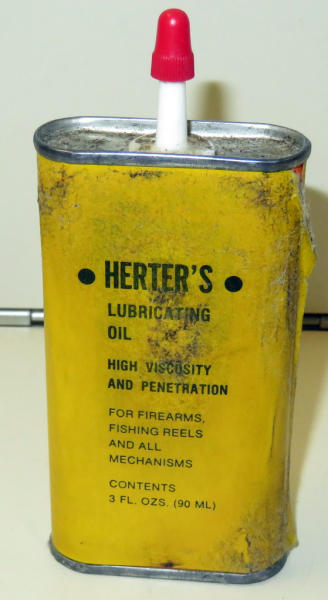 ● HERTER'S ●
LUBRICATING
OIL
HIGH VISCOSITY
AND PENETRATION
FOR FIREARMS,
FISHING REELS
AND ALL
MECHANISMS
CONTENTS
3 FL. OZS. (90 ML)